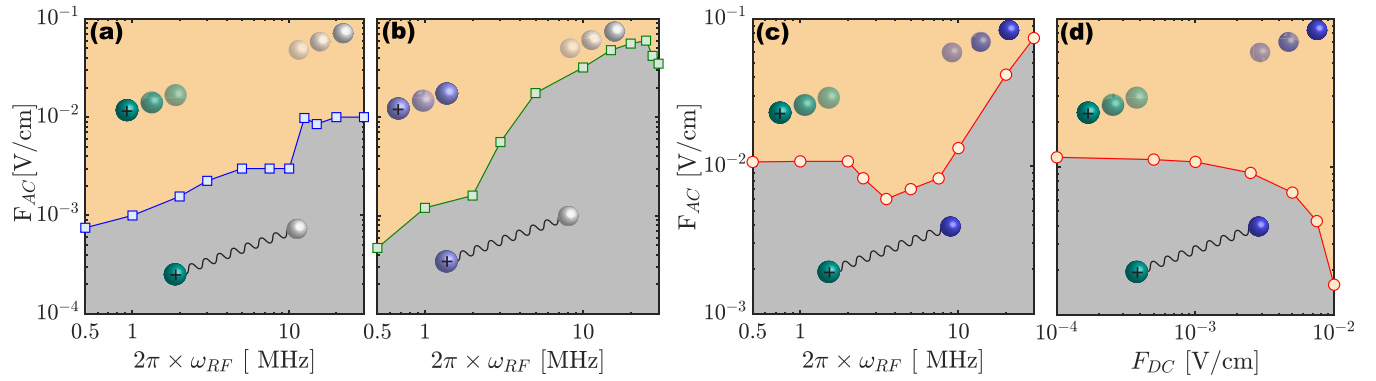 (a)
(b)
(c)
(d)
10⁻¹
10⁻²
10⁻³
10⁻⁴
F_AC[V/cm]
+
+
0.5
1
10
2π × ω_RF [ MHz]
+
+
0.5
1
10
2π × ω_RF [MHz]
10⁻¹
10⁻²
10⁻³
F_AC [V/cm]
+
+
0.5
1
10
2π × ω_RF [ MHz]
+
+
10⁻⁴
10⁻³
10⁻²
F_DC [V/cm]